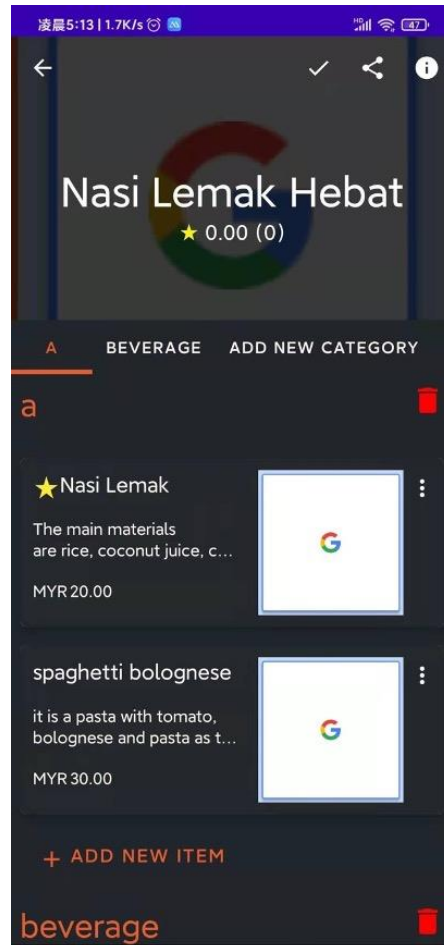 凌晨5:13 | 1.7K/s
HD
47
Nasi Lemak Hebat
★ 0.00 (0)
A BEVERAGE ADD NEW CATEGORY
a
★Nasi Lemak
The main materials
are rice, coconut juice, c...
MYR 20.00
G
spaghetti bolognese
it is a pasta with tomato,
bolognese and pasta as t...
MYR 30.00
G
+ ADD NEW ITEM
beverage